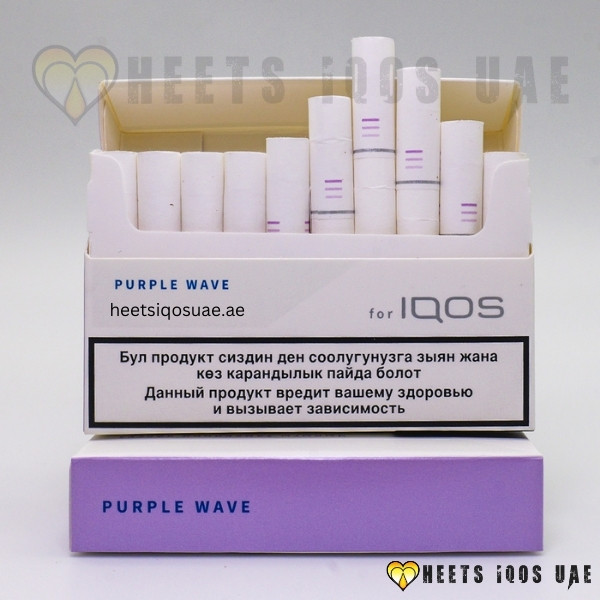 HEETS iQOS UAE
PURPLE WAVE
heetsiqosuae.ae
for IQOS
Бул продукт сиздин ден соолугунузга зыян жана
көз карандылык пайда болот
Данный продукт вредит вашему здоровью
и вызывает зависимость
PURPLE WAVE
HEETS iQOS UAE